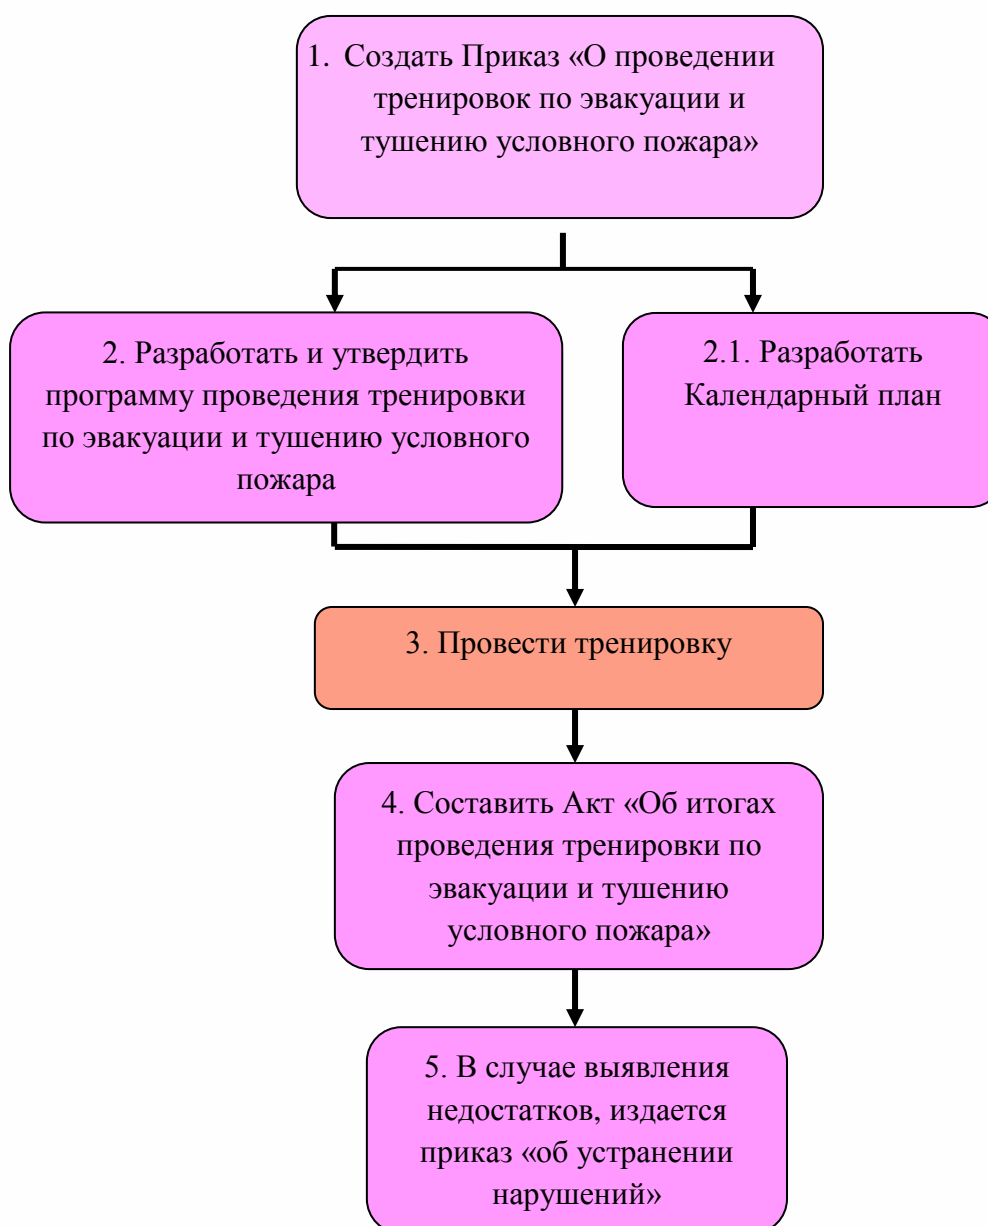 1. Создать Приказ «О проведении
тренировок по эвакуации и
тушению условного пожара»
2. Разработать и утвердить
программу проведения тренировки
по эвакуации и тушению условного
пожара
2.1. Разработать
Календарный план
3. Провести тренировку
4. Составить Акт «Об итогах
проведения тренировки по
эвакуации и тушению
условного пожара»
5. В случае выявления
недостатков, издается
приказ «об устранении
нарушений»